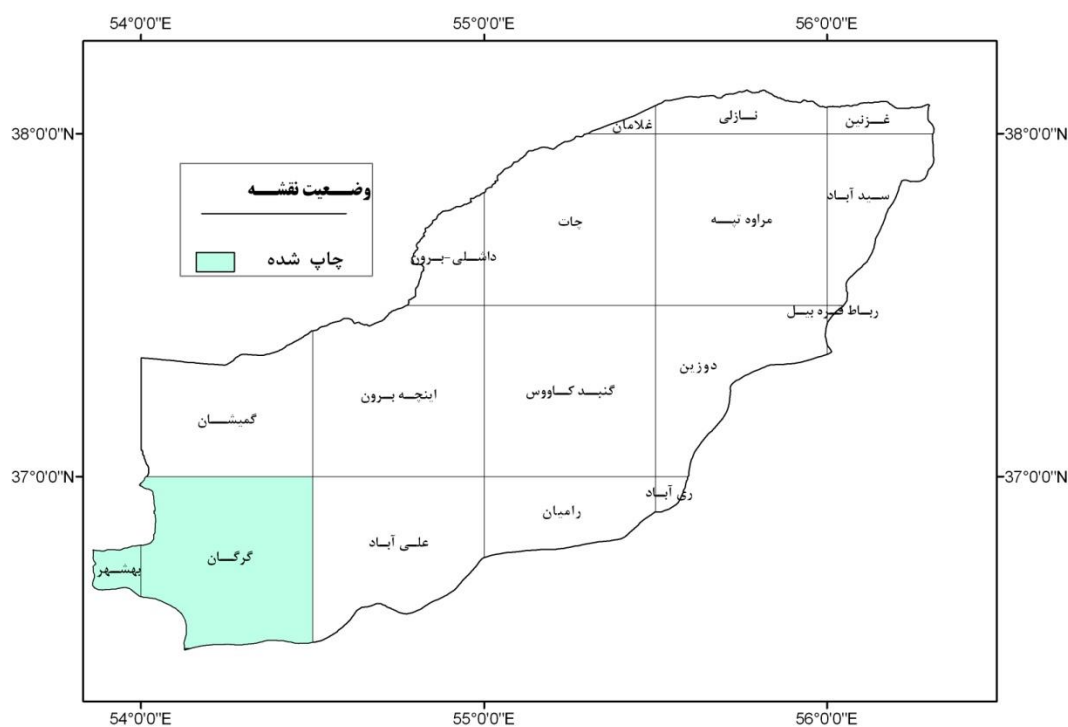 54°0'0"E 55°0'0"E 56°0'0"E
38°0'0"N 38°0'0"N
غلامان
نازلی
غزنین
وضعیت نقشه
چاپ شده
سید آباد
مراوه تپه
چات
داشلی-برون
رباط قره بیل
دوزین
گنبد کاووس
اینچه برون
گمیشان
37°0'0"N 37°0'0"N
ری آباد
رامیان
علی آباد
گرگان
بهشهر
54°0'0"E 55°0'0"E 56°0'0"E